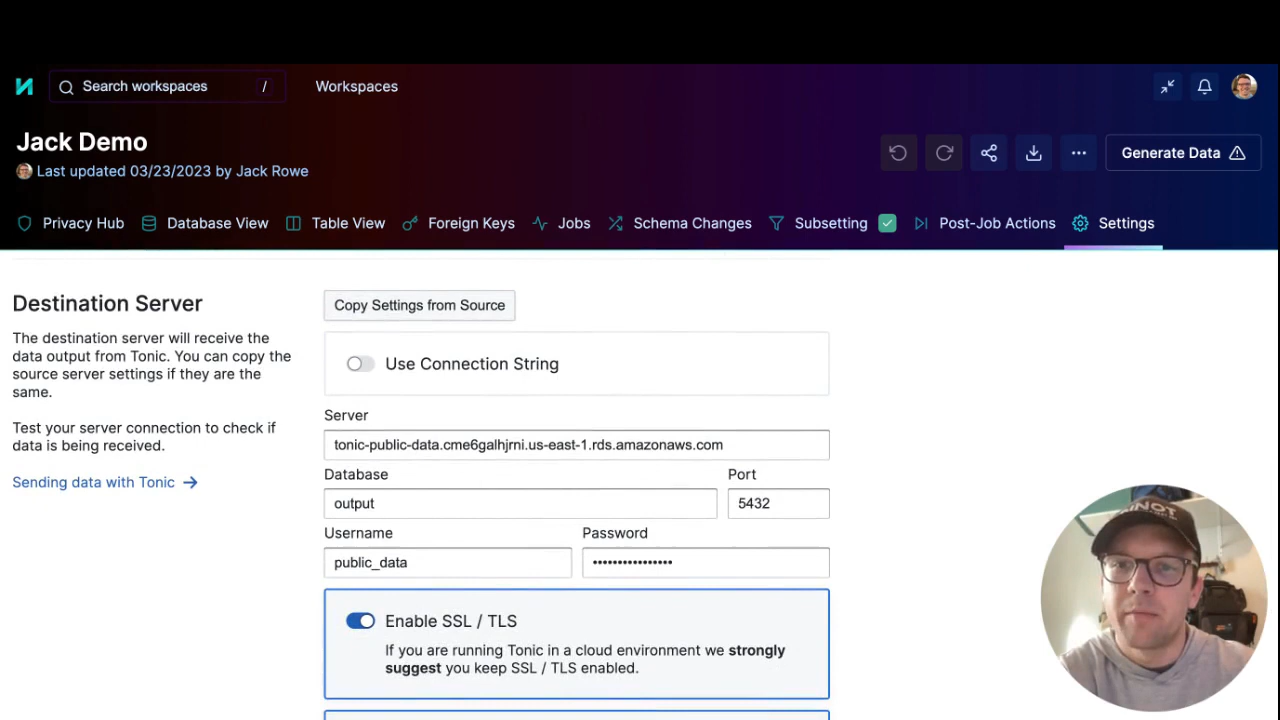 Search workspaces
/
Workspaces
Jack Demo
Last updated 03/23/2023 by Jack Rowe
Generate Data
Privacy Hub
Database View
Table View
Foreign Keys
Jobs
Schema Changes
Subsetting
Post-Job Actions
Settings
Destination Server
The destination server will receive the
data output from Tonic. You can copy the
source server settings if they are the
same.
Test your server connection to check if
data is being received.
Sending data with Tonic
Copy Settings from Source
Use Connection String
Server
tonic-public-data.cme6galhjrni.us-east-1.rds.amazonaws.com
Database
Port
output
5432
Username
Password
public_data
••••••••••••••••
Enable SSL / TLS
If you are running Tonic in a cloud environment we strongly
suggest you keep SSL / TLS enabled.